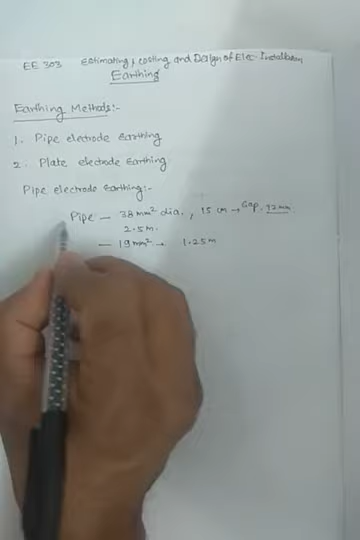 EE 303 Estimating, costing and Design of Elec. Installation
Earthing
Earthing Methods:-
1. Pipe electrode Earthing
2. Plate electrode Earthing
Pipe electrode Earthing:-
Pipe - 38 mm² dia., 15 cm → Gap. 12 mm
2.5 m.
- 19 mm² → 1.25 m